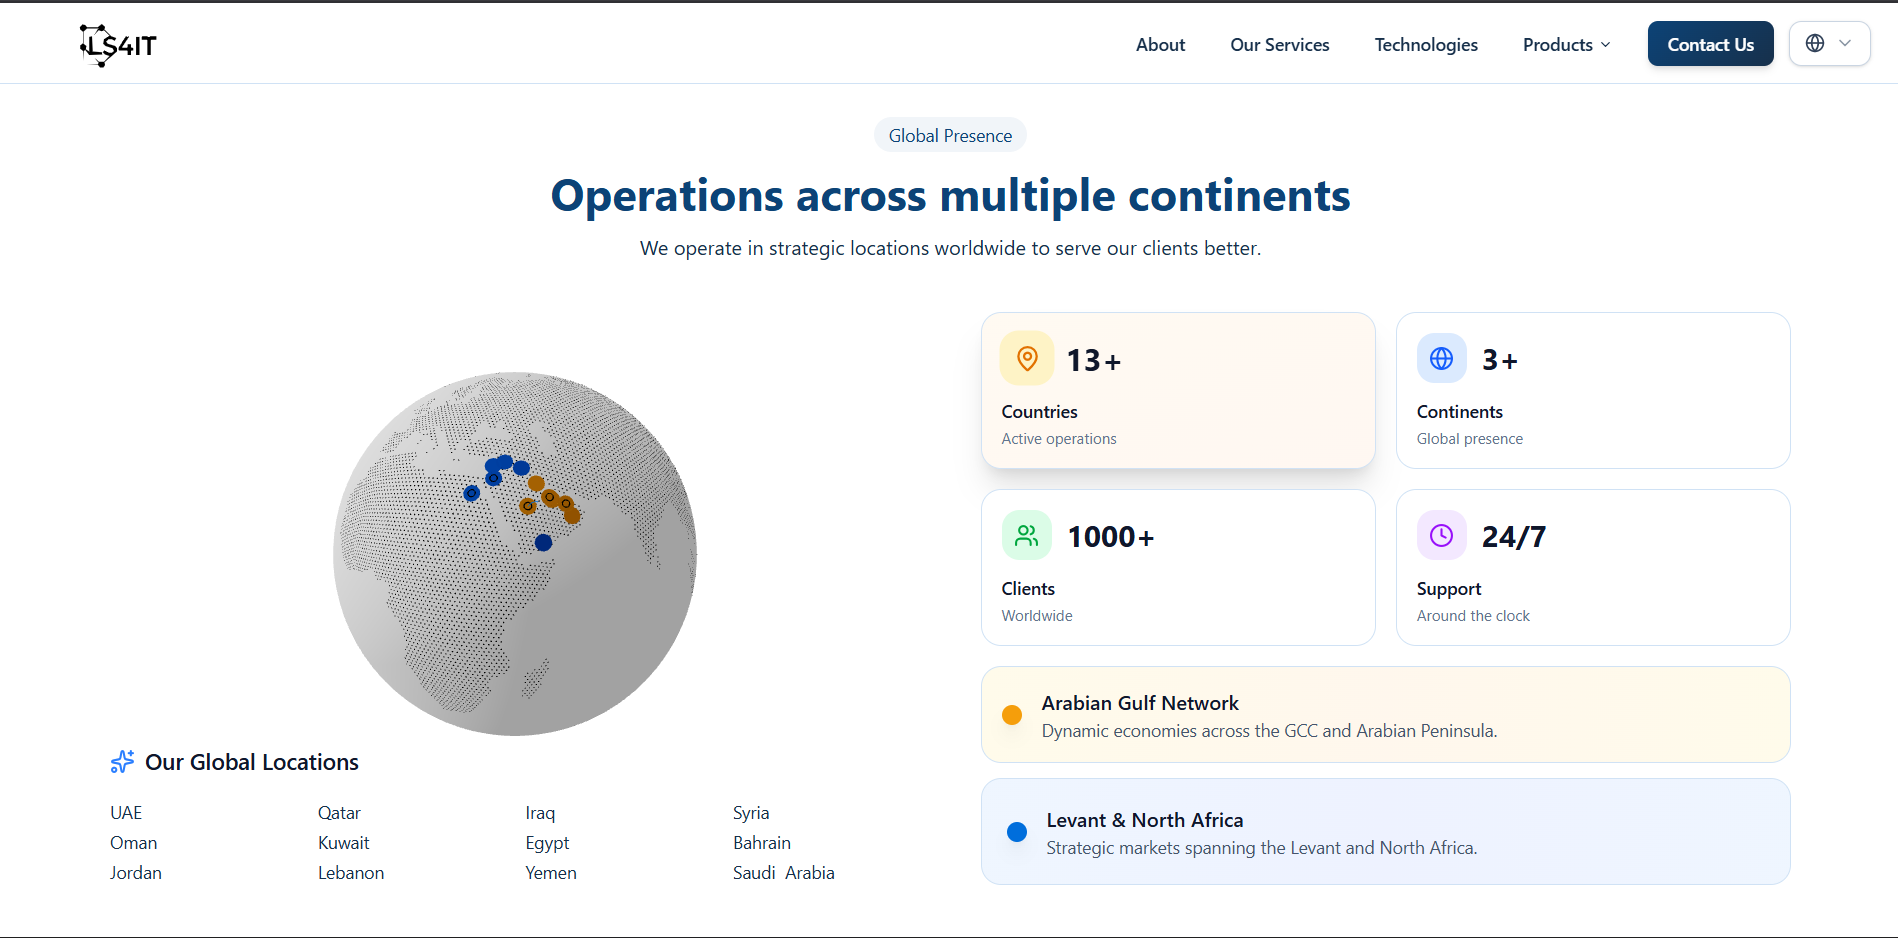 LS4IT
About
Our Services
Technologies
Products
Contact Us
Global Presence
Operations across multiple continents
We operate in strategic locations worldwide to serve our clients better.
13+
Countries
Active operations
3+
Continents
Global presence
1000+
Clients
Worldwide
24/7
Support
Around the clock
Arabian Gulf Network
Dynamic economies across the GCC and Arabian Peninsula.
Levant & North Africa
Strategic markets spanning the Levant and North Africa.
Our Global Locations
UAE Qatar Iraq Syria
Oman Kuwait Egypt Bahrain
Jordan Lebanon Yemen Saudi Arabia